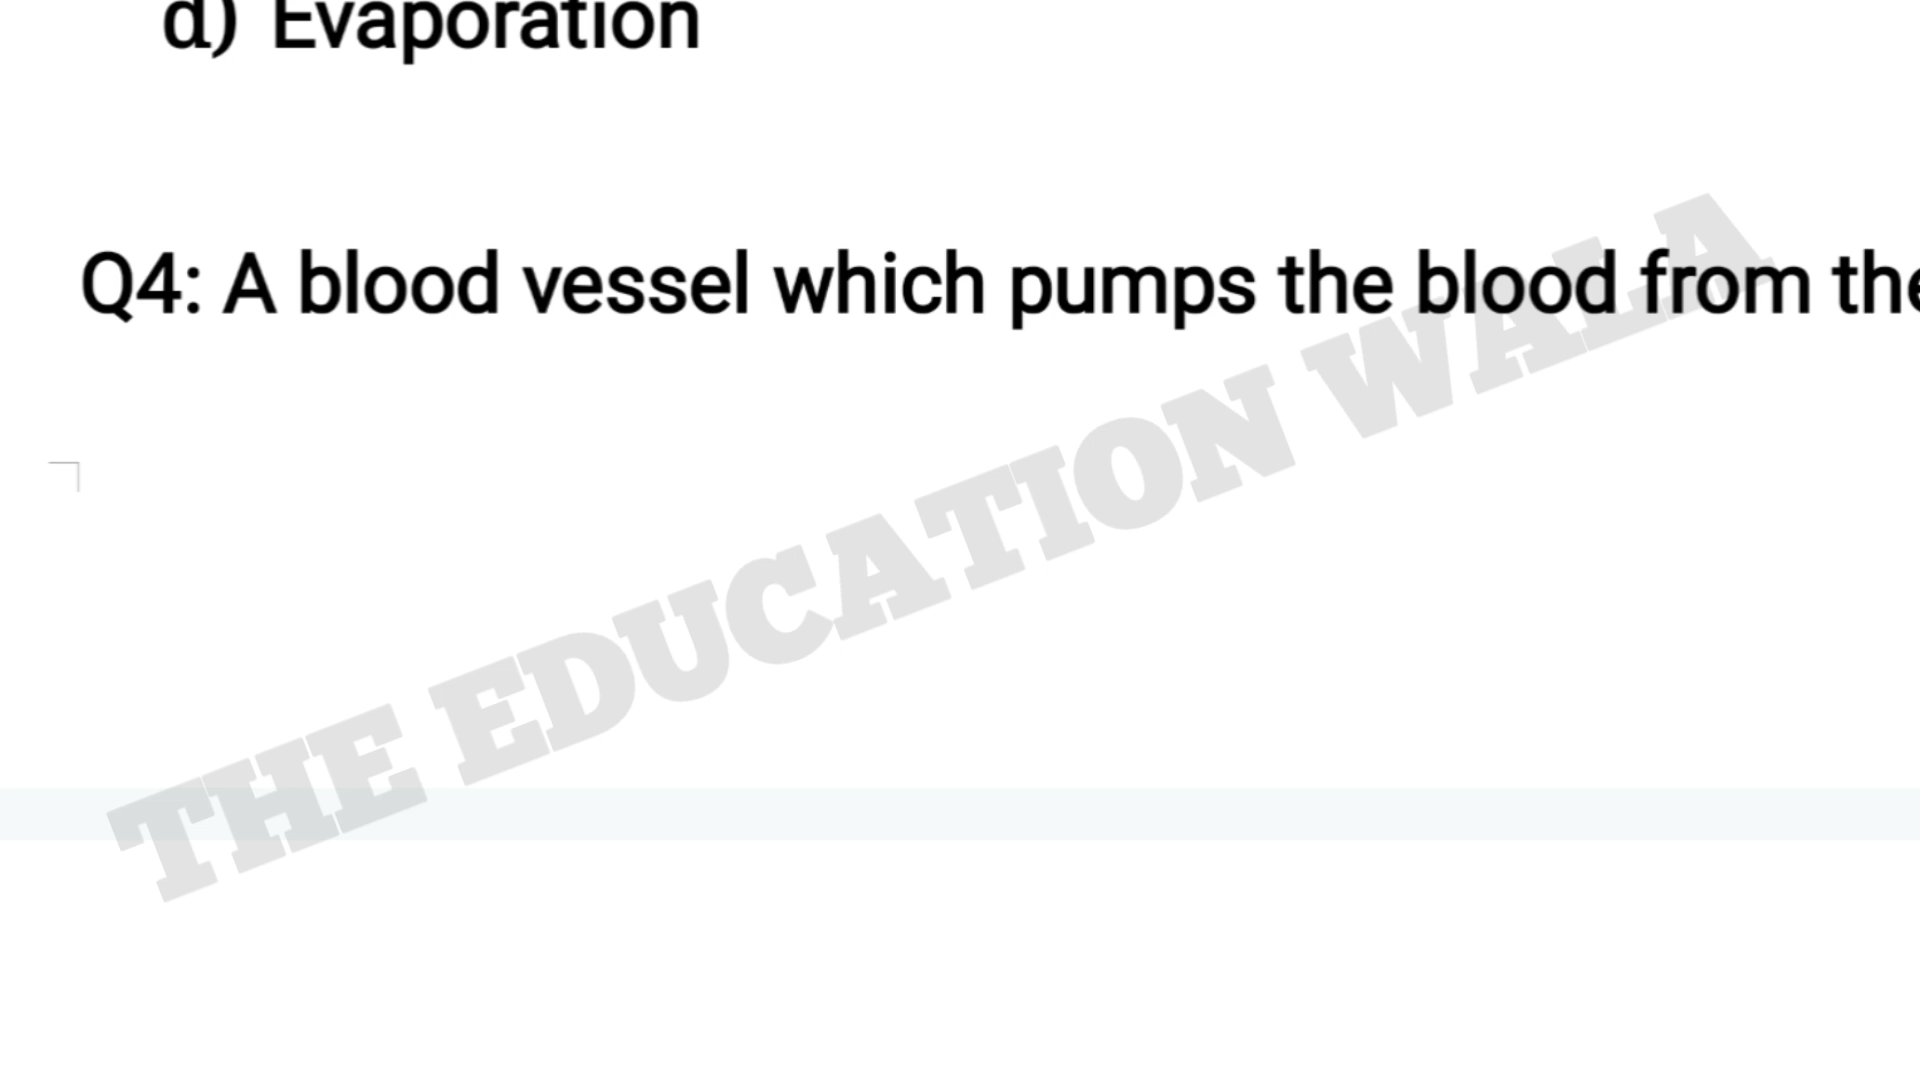 d) Evaporation
Q4: A blood vessel which pumps the blood from the
THE EDUCATION WALA